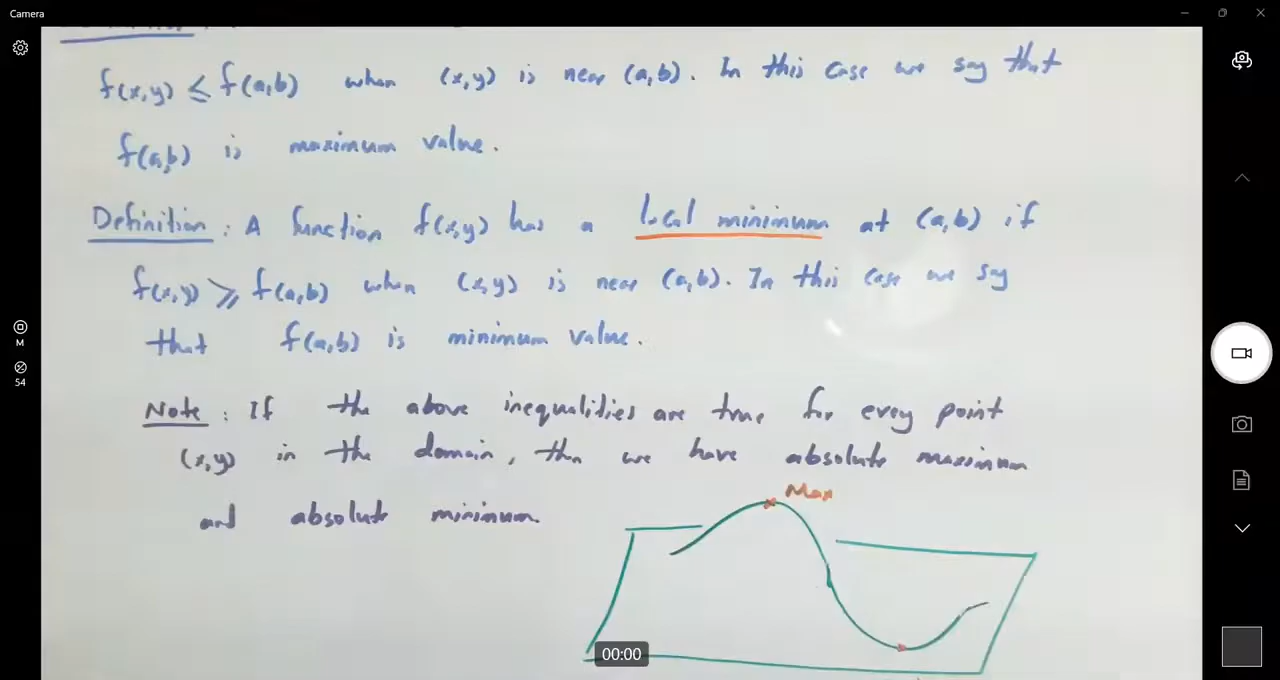 Camera
f(x,y) ≤ f(a,b) when (x,y) is near (a,b). In this case we say that
f(a,b) is maximum value.
Definition: A function f(x,y) has a local minimum at (a,b) if
f(x,y) ≥ f(a,b) when (x,y) is near (a,b). In this case we say
that f(a,b) is minimum value.
Note: If the above inequalities are true for every point
(x,y) in the domain, then we have absolute maximum
and absolute minimum.
Max
M
54
00:00